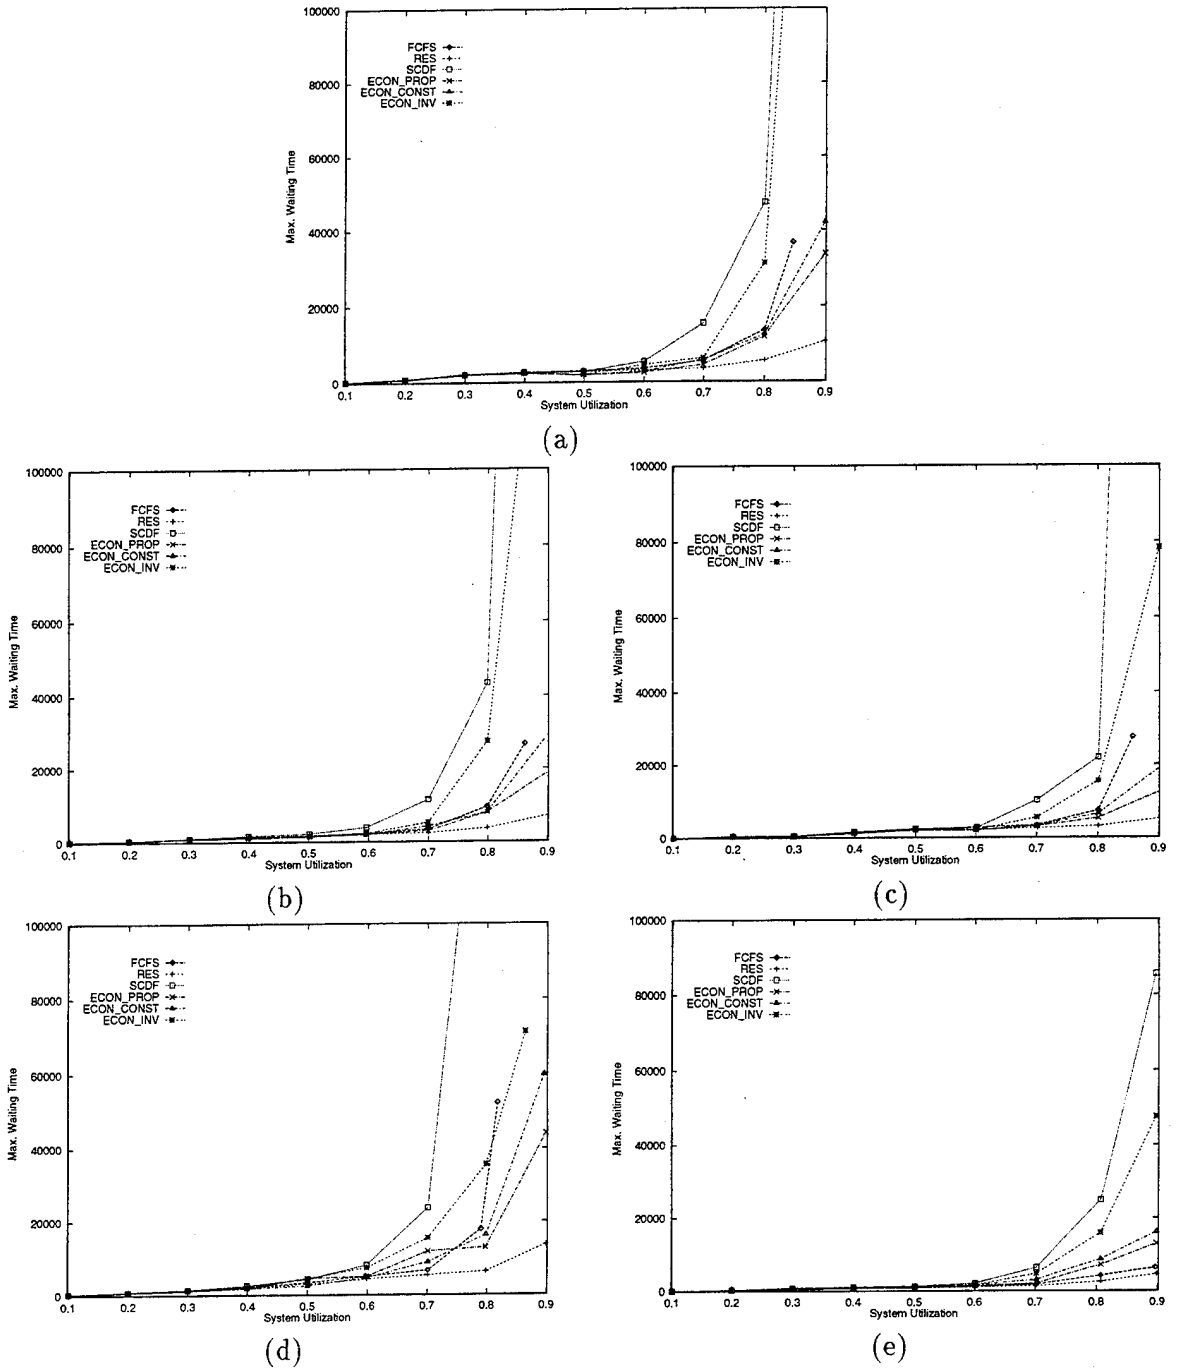 100000
80000
60000
40000
20000
0
Max. Waiting Time
FCFS
RES
SCDF
ECON_PROP
ECON_CONST
ECON_INV
0.1 0.2 0.3 0.4 0.5 0.6 0.7 0.8 0.9
System Utilization
(a)
100000
80000
60000
40000
20000
0
Max. Waiting Time
FCFS
RES
SCDF
ECON_PROP
ECON_CONST
ECON_INV
0.1 0.2 0.3 0.4 0.5 0.6 0.7 0.8 0.9
System Utilization
(b)
100000
80000
60000
40000
20000
0
Max. Waiting Time
FCFS
RES
SCDF
ECON_PROP
ECON_CONST
ECON_INV
0.1 0.2 0.3 0.4 0.5 0.6 0.7 0.8 0.9
System Utilization
(c)
100000
80000
60000
40000
20000
0
Max. Waiting Time
FCFS
RES
SCDF
ECON_PROP
ECON_CONST
ECON_INV
0.1 0.2 0.3 0.4 0.5 0.6 0.7 0.8 0.9
System Utilization
(d)
100000
80000
60000
40000
20000
0
Max. Waiting Time
FCFS
RES
SCDF
ECON_PROP
ECON_CONST
ECON_INV
0.1 0.2 0.3 0.4 0.5 0.6 0.7 0.8 0.9
System Utilization
(e)